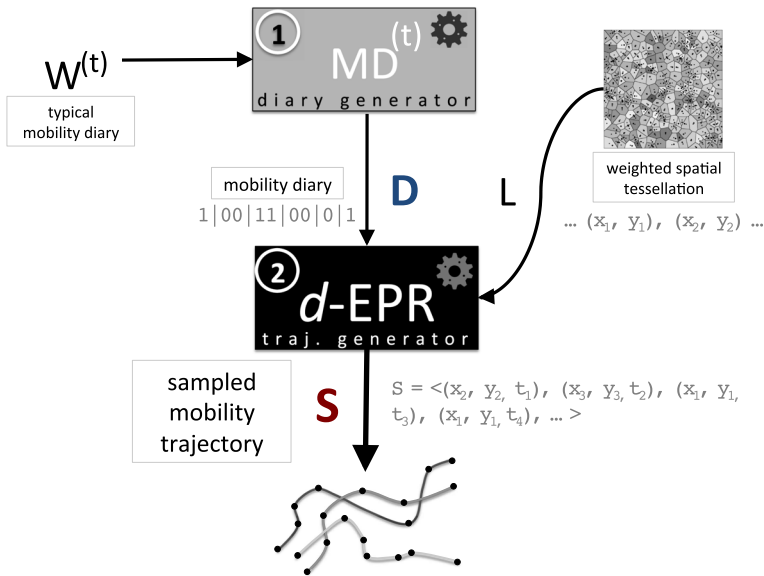 1
MD(t)
diary generator
W(t)
typical
mobility diary
mobility diary
1|00|11|00|0|1
D
L
weighted spatial
tessellation
... (x1, y1), (x2, y2) ...
2
d-EPR
traj. generator
sampled
mobility
trajectory
S
S = <(x2, y2, t1), (x3, y3, t2), (x1, y1,
t3), (x1, y1, t4), ... >